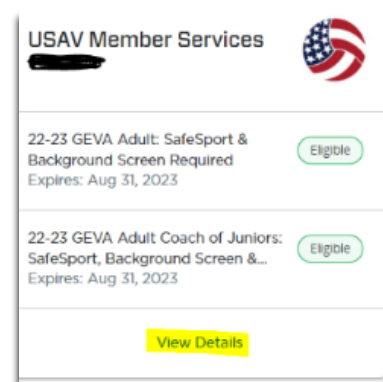 USAV Member Services
22-23 GEVA Adult: SafeSport &
Background Screen Required
Eligible
Expires: Aug 31, 2023
22-23 GEVA Adult Coach of Juniors:
SafeSport, Background Screen &...
Eligible
Expires: Aug 31, 2023
View Details